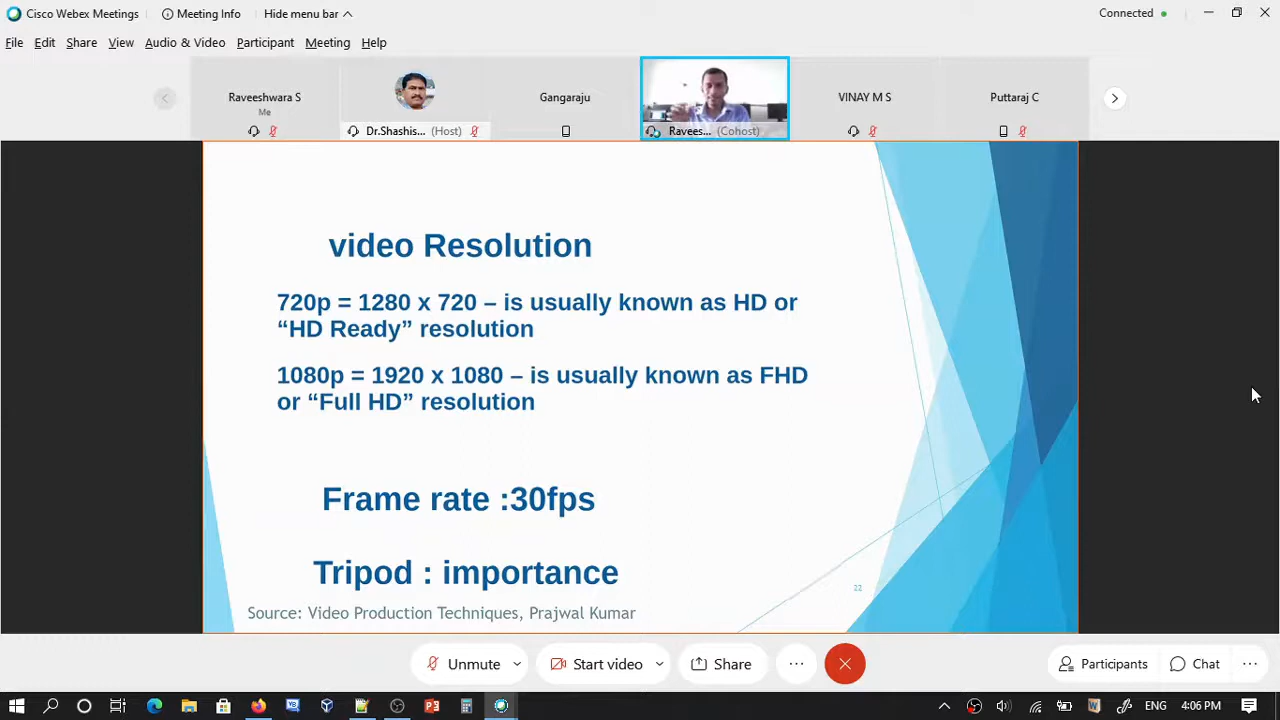 Cisco Webex Meetings Meeting Info Hide menu bar Connected
File Edit Share View Audio & Video Participant Meeting Help
Raveeshwara S
Me
Dr.Shashis... (Host)
Gangaraju
Ravees... (Cohost)
VINAY M S
Puttaraj C
video Resolution
720p = 1280 x 720 – is usually known as HD or
“HD Ready” resolution
1080p = 1920 x 1080 – is usually known as FHD
or “Full HD” resolution
Frame rate :30fps
Tripod : importance
22
Source: Video Production Techniques, Prajwal Kumar
Unmute Start video Share Participants Chat
ENG 4:06 PM